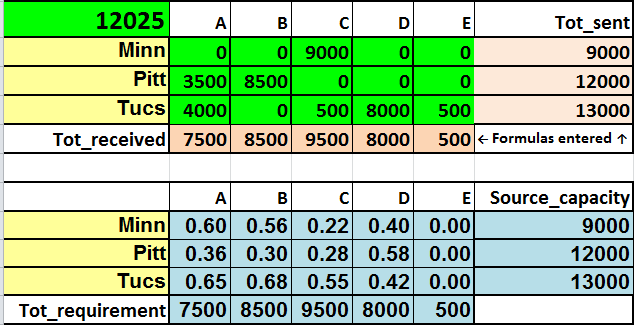 12025 A B C D E Tot_sent
Minn 0 0 9000 0 0 9000
Pitt 3500 8500 0 0 0 12000
Tucs 4000 0 500 8000 500 13000
Tot_received 7500 8500 9500 8000 500 ← Formulas entered ↑
A B C D E Source_capacity
Minn 0.60 0.56 0.22 0.40 0.00 9000
Pitt 0.36 0.30 0.28 0.58 0.00 12000
Tucs 0.65 0.68 0.55 0.42 0.00 13000
Tot_requirement 7500 8500 9500 8000 500